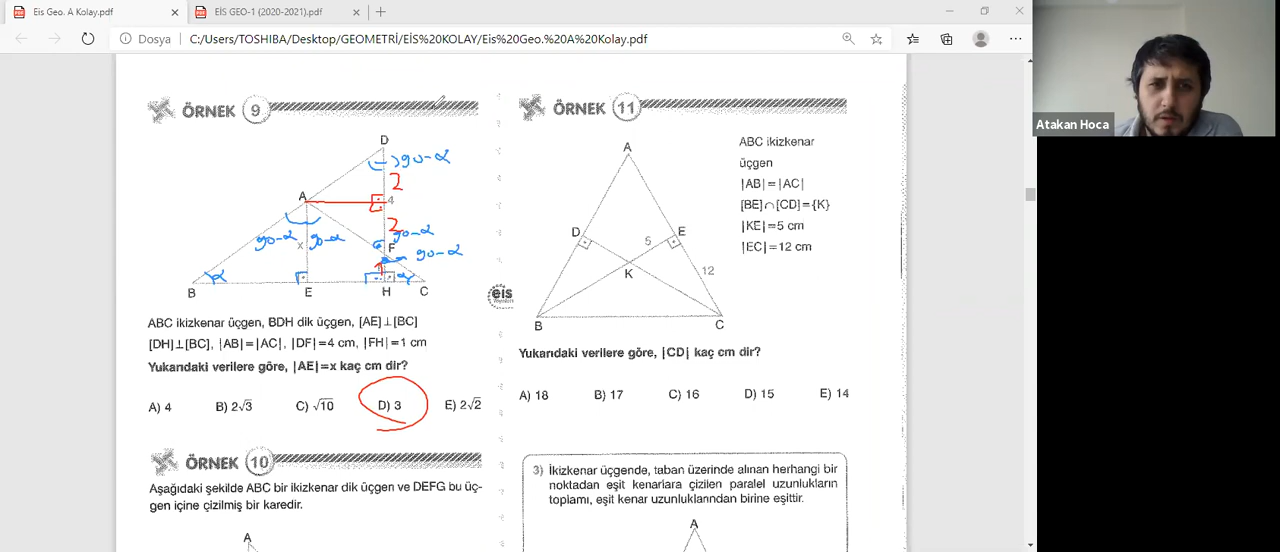 Eis Geo. A Kolay.pdf
EİS GEO-1 (2020-2021).pdf
Dosya
C:/Users/TOSHIBA/Desktop/GEOMETRİ/EİS%20KOLAY/Eis%20Geo.%20A%20Kolay.pdf
Atakan Hoca
ÖRNEK 9
D
90-α
2
A
4
2
90-α
90-α
x
90-α
F
90-α
α
1
α
B
E
H
C
ABC ikizkenar üçgen, BDH dik üçgen, [AE]⊥[BC]
[DH]⊥[BC], |AB|=|AC|, |DF|=4 cm, |FH|=1 cm
Yukarıdaki verilere göre, |AE|=x kaç cm dir?
A) 4 B) 2√3 C) √10 D) 3 E) 2√2
ÖRNEK 10
Aşağıdaki şekilde ABC bir ikizkenar dik üçgen ve DEFG bu üç-
gen içine çizilmiş bir karedir.
A
eis
Yayınları
ÖRNEK 11
A
D
E
5
K
12
B
C
ABC ikizkenar
üçgen
|AB|=|AC|
[BE]∩[CD]={K}
|KE|=5 cm
|EC|=12 cm
Yukarıdaki verilere göre, |CD| kaç cm dir?
A) 18 B) 17 C) 16 D) 15 E) 14
3) İkizkenar üçgende, taban üzerinde alınan herhangi bir
noktadan eşit kenarlara çizilen paralel uzunlukların
toplamı, eşit kenar uzunluklarından birine eşittir.
A